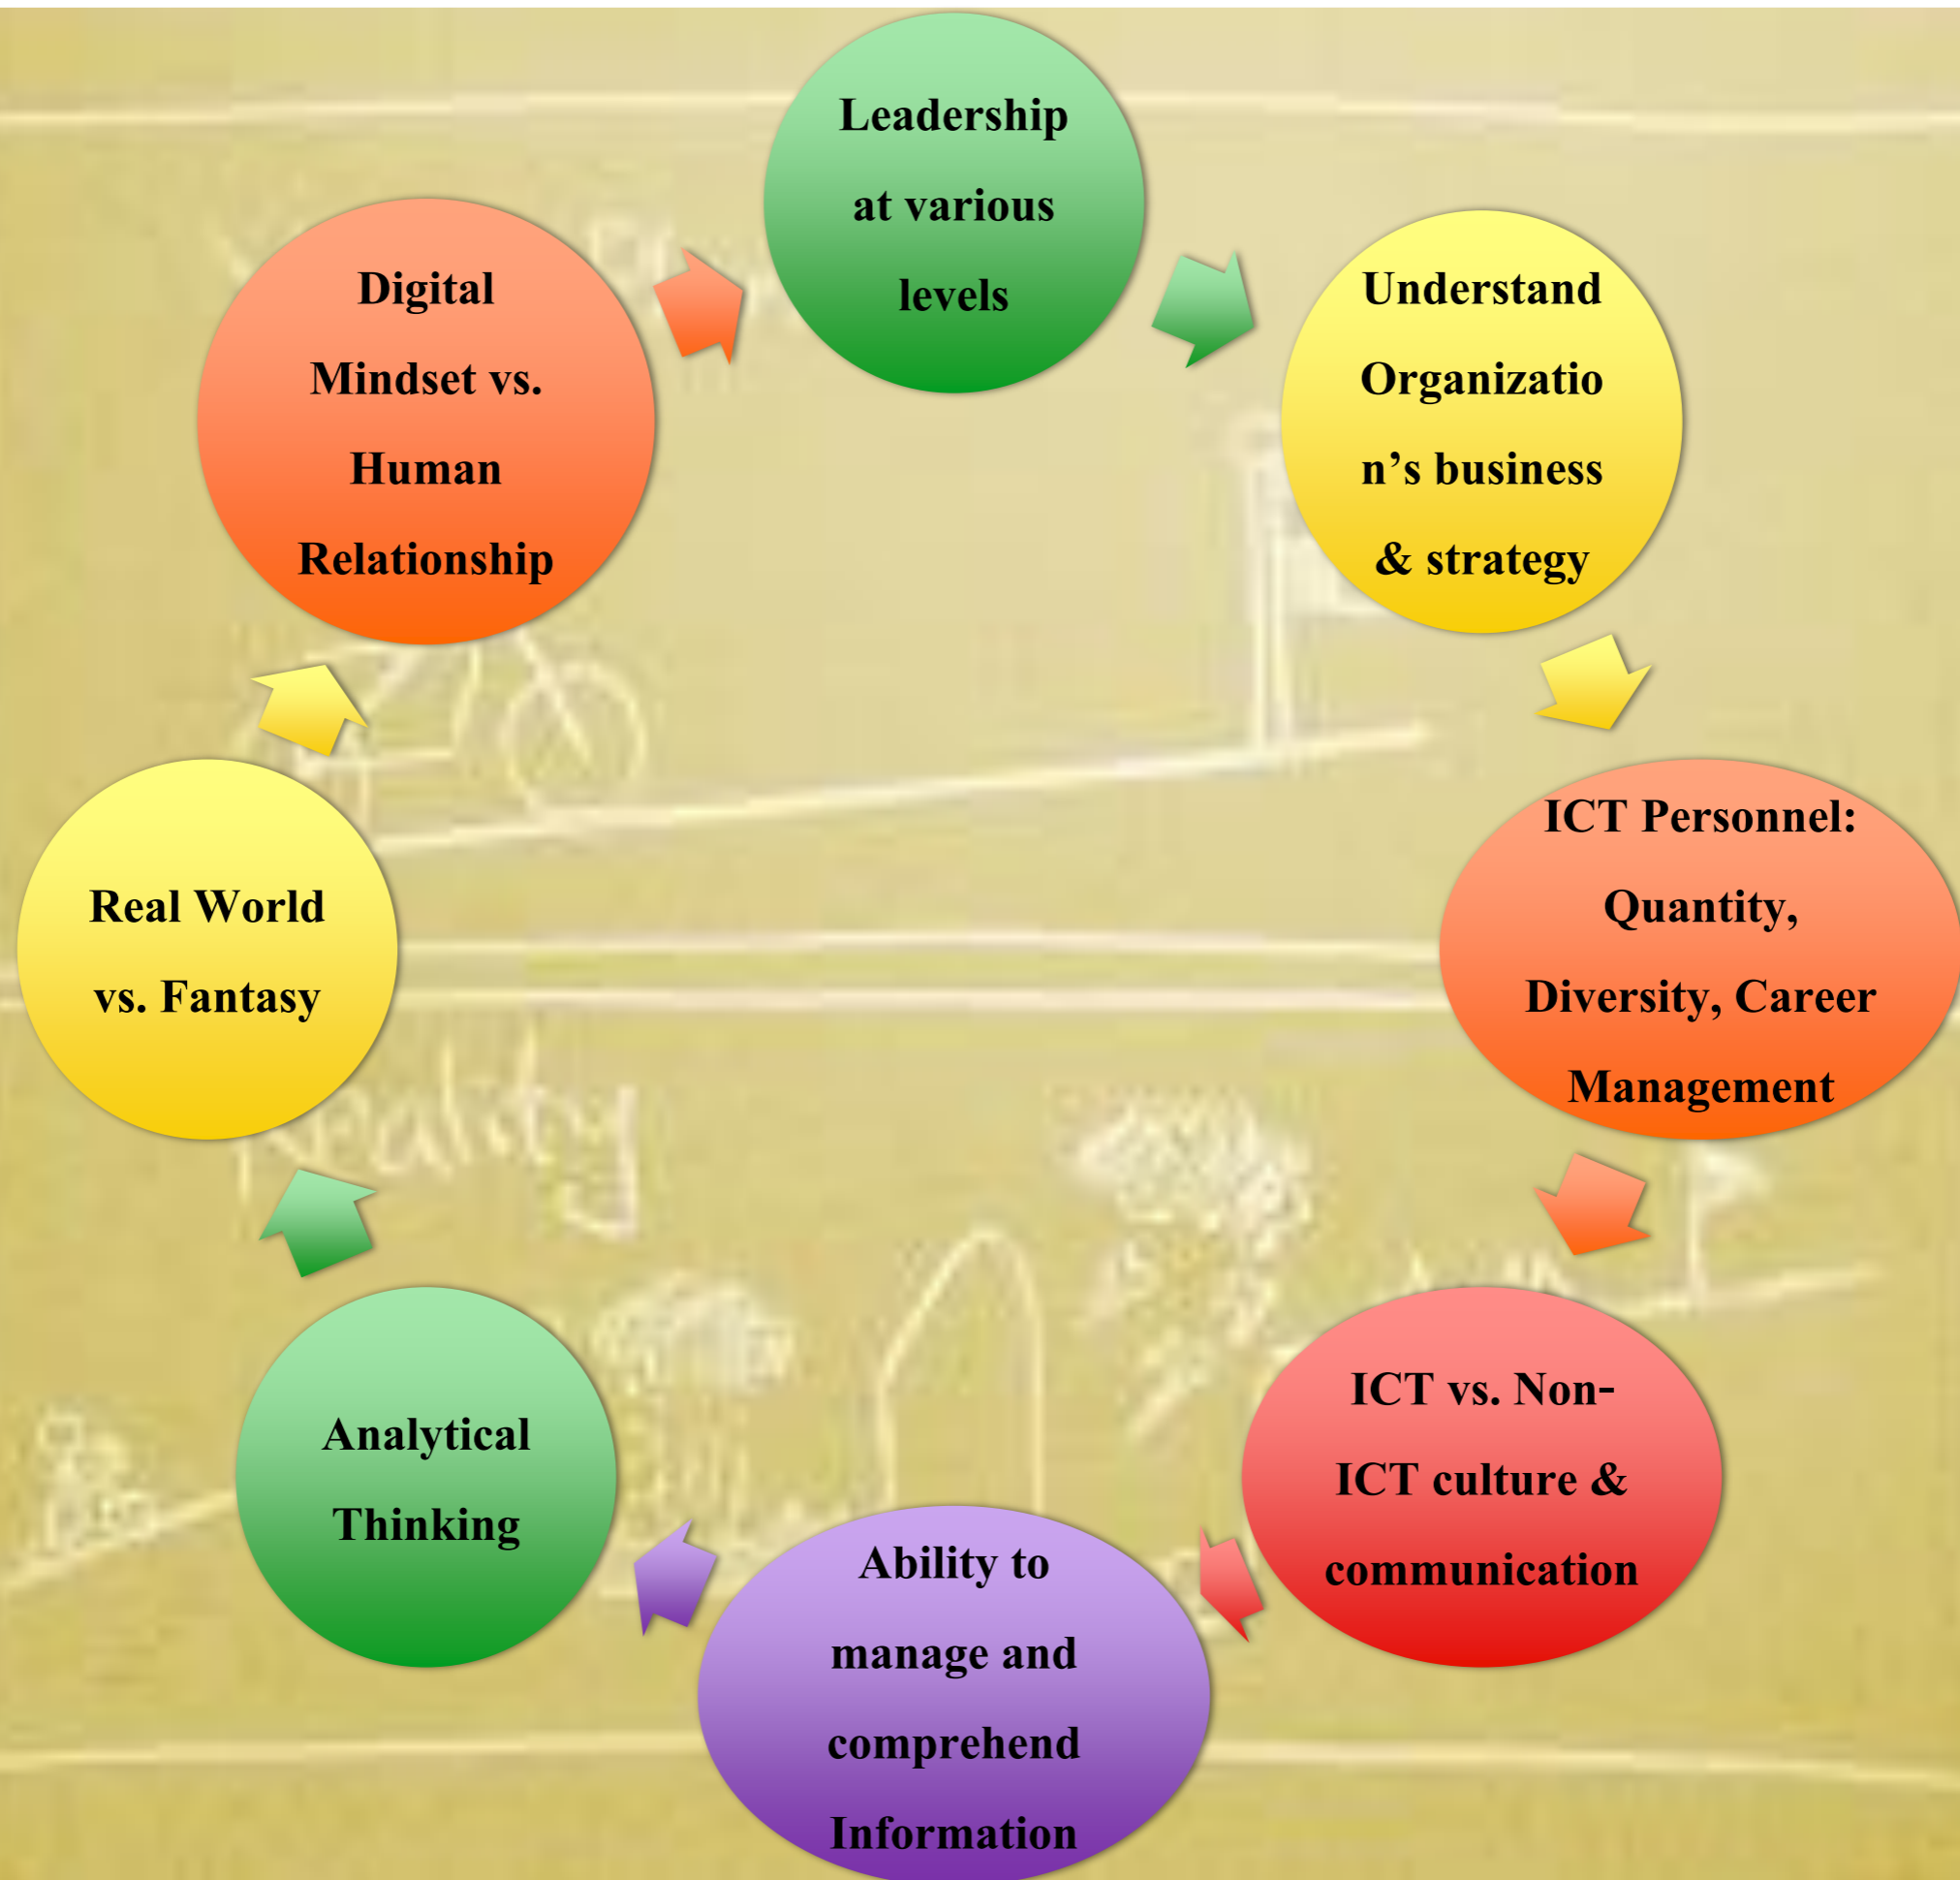 Leadership
at various
levels
Understand
Organizatio
n’s business
& strategy
ICT Personnel:
Quantity,
Diversity, Career
Management
ICT vs. Non-
ICT culture &
communication
Ability to
manage and
comprehend
Information
Analytical
Thinking
Real World
vs. Fantasy
Digital
Mindset vs.
Human
Relationship
Reality